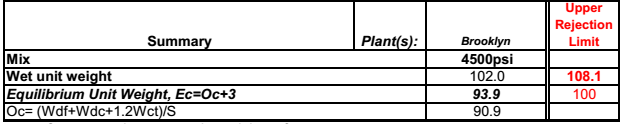 Upper
Rejection
Limit
Summary Plant(s): Brooklyn
Mix 4500psi
Wet unit weight 102.0 108.1
Equilibrium Unit Weight, Ec=Oc+3 93.9 100
Oc= (Wdf+Wdc+1.2Wct)/S 90.9